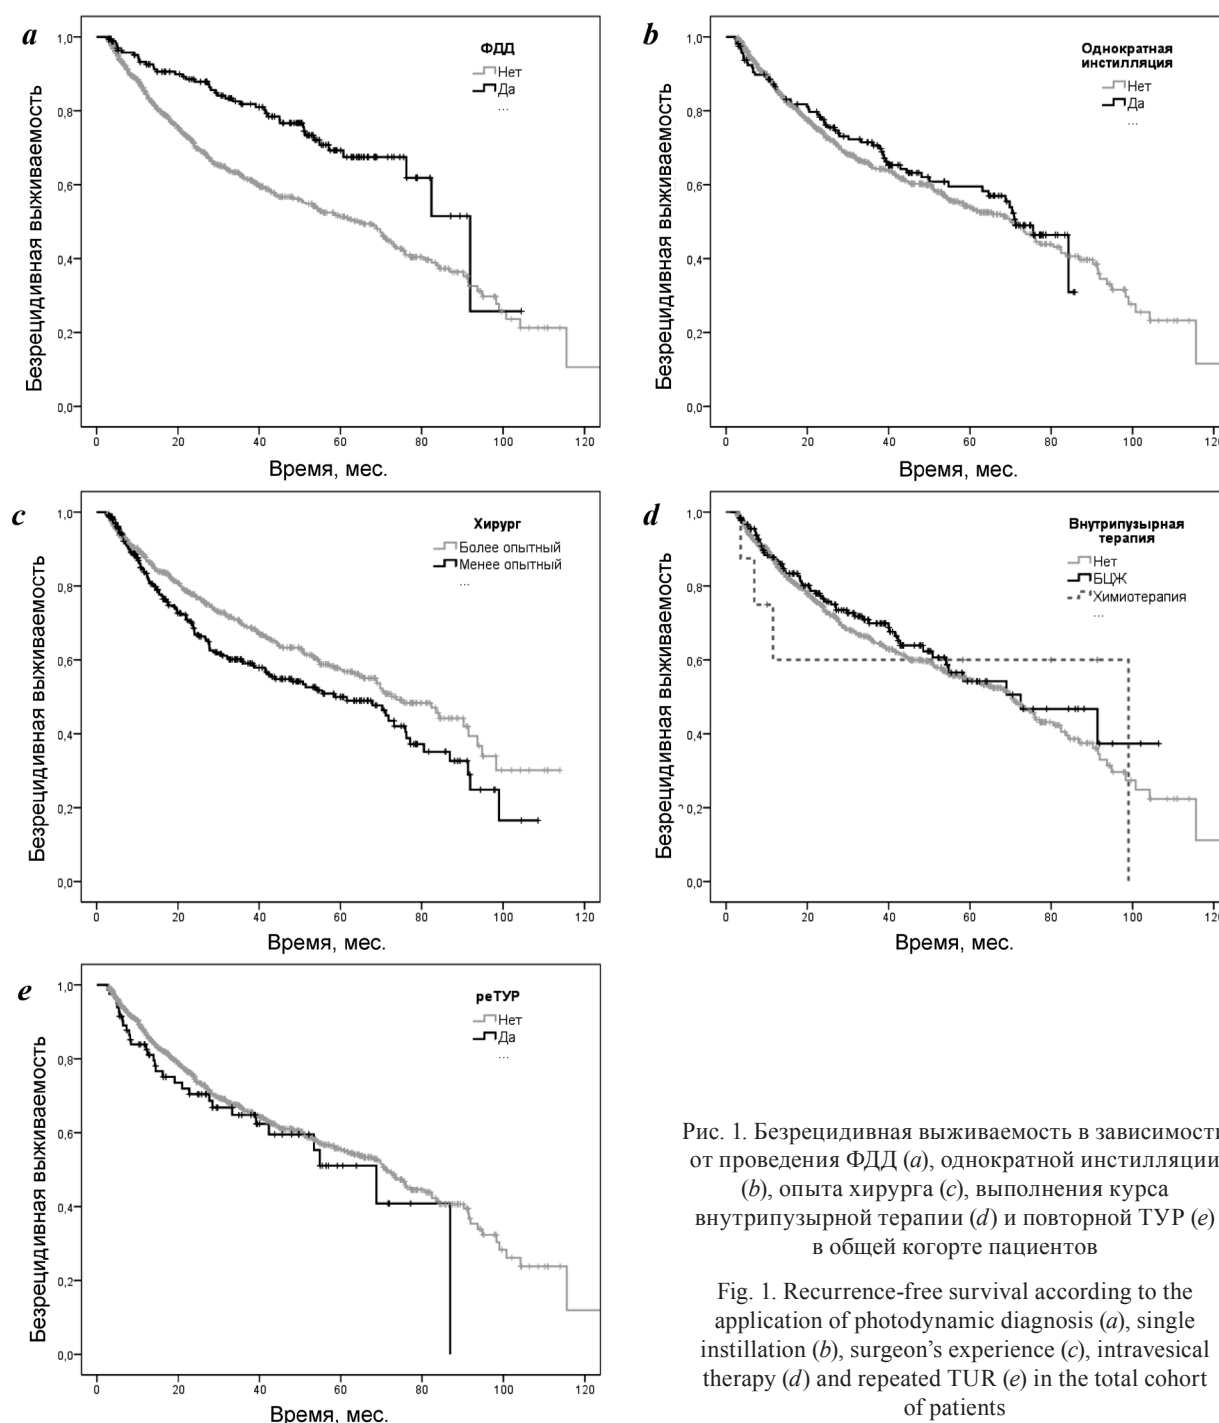 a
ФДД
Нет
Да
...
Безрецидивная выживаемость
1,0
0,8
0,6
0,4
0,2
0,0
0 20 40 60 80 100 120
Время, мес.
b
Однократная
инстилляция
Нет
Да
...
Безрецидивная выживаемость
1,0
0,8
0,6
0,4
0,2
0,0
0 20 40 60 80 100 120
Время, мес.
c
Хирург
Более опытный
Менее опытный
...
Безрецидивная выживаемость
1,0
0,8
0,6
0,4
0,2
0,0
0 20 40 60 80 100 120
Время, мес.
d
Внутрипузырная
терапия
Нет
БЦЖ
Химиотерапия
...
Безрецидивная выживаемость
1,0
0,8
0,6
0,4
0,2
0,0
0 20 40 60 80 100 120
Время, мес.
e
реТУР
Нет
Да
...
Безрецидивная выживаемость
1,0
0,8
0,6
0,4
0,2
0,0
0 20 40 60 80 100 120
Время, мес.
Рис. 1. Безрецидивная выживаемость в зависимост
от проведения ФДД (a), однократной инстилляции
(b), опыта хирурга (c), выполнения курса
внутрипузырной терапии (d) и повторной ТУР (e)
в общей когорте пациентов
Fig. 1. Recurrence-free survival according to the
application of photodynamic diagnosis (a), single
instillation (b), surgeon’s experience (c), intravesical
therapy (d) and repeated TUR (e) in the total cohort
of patients